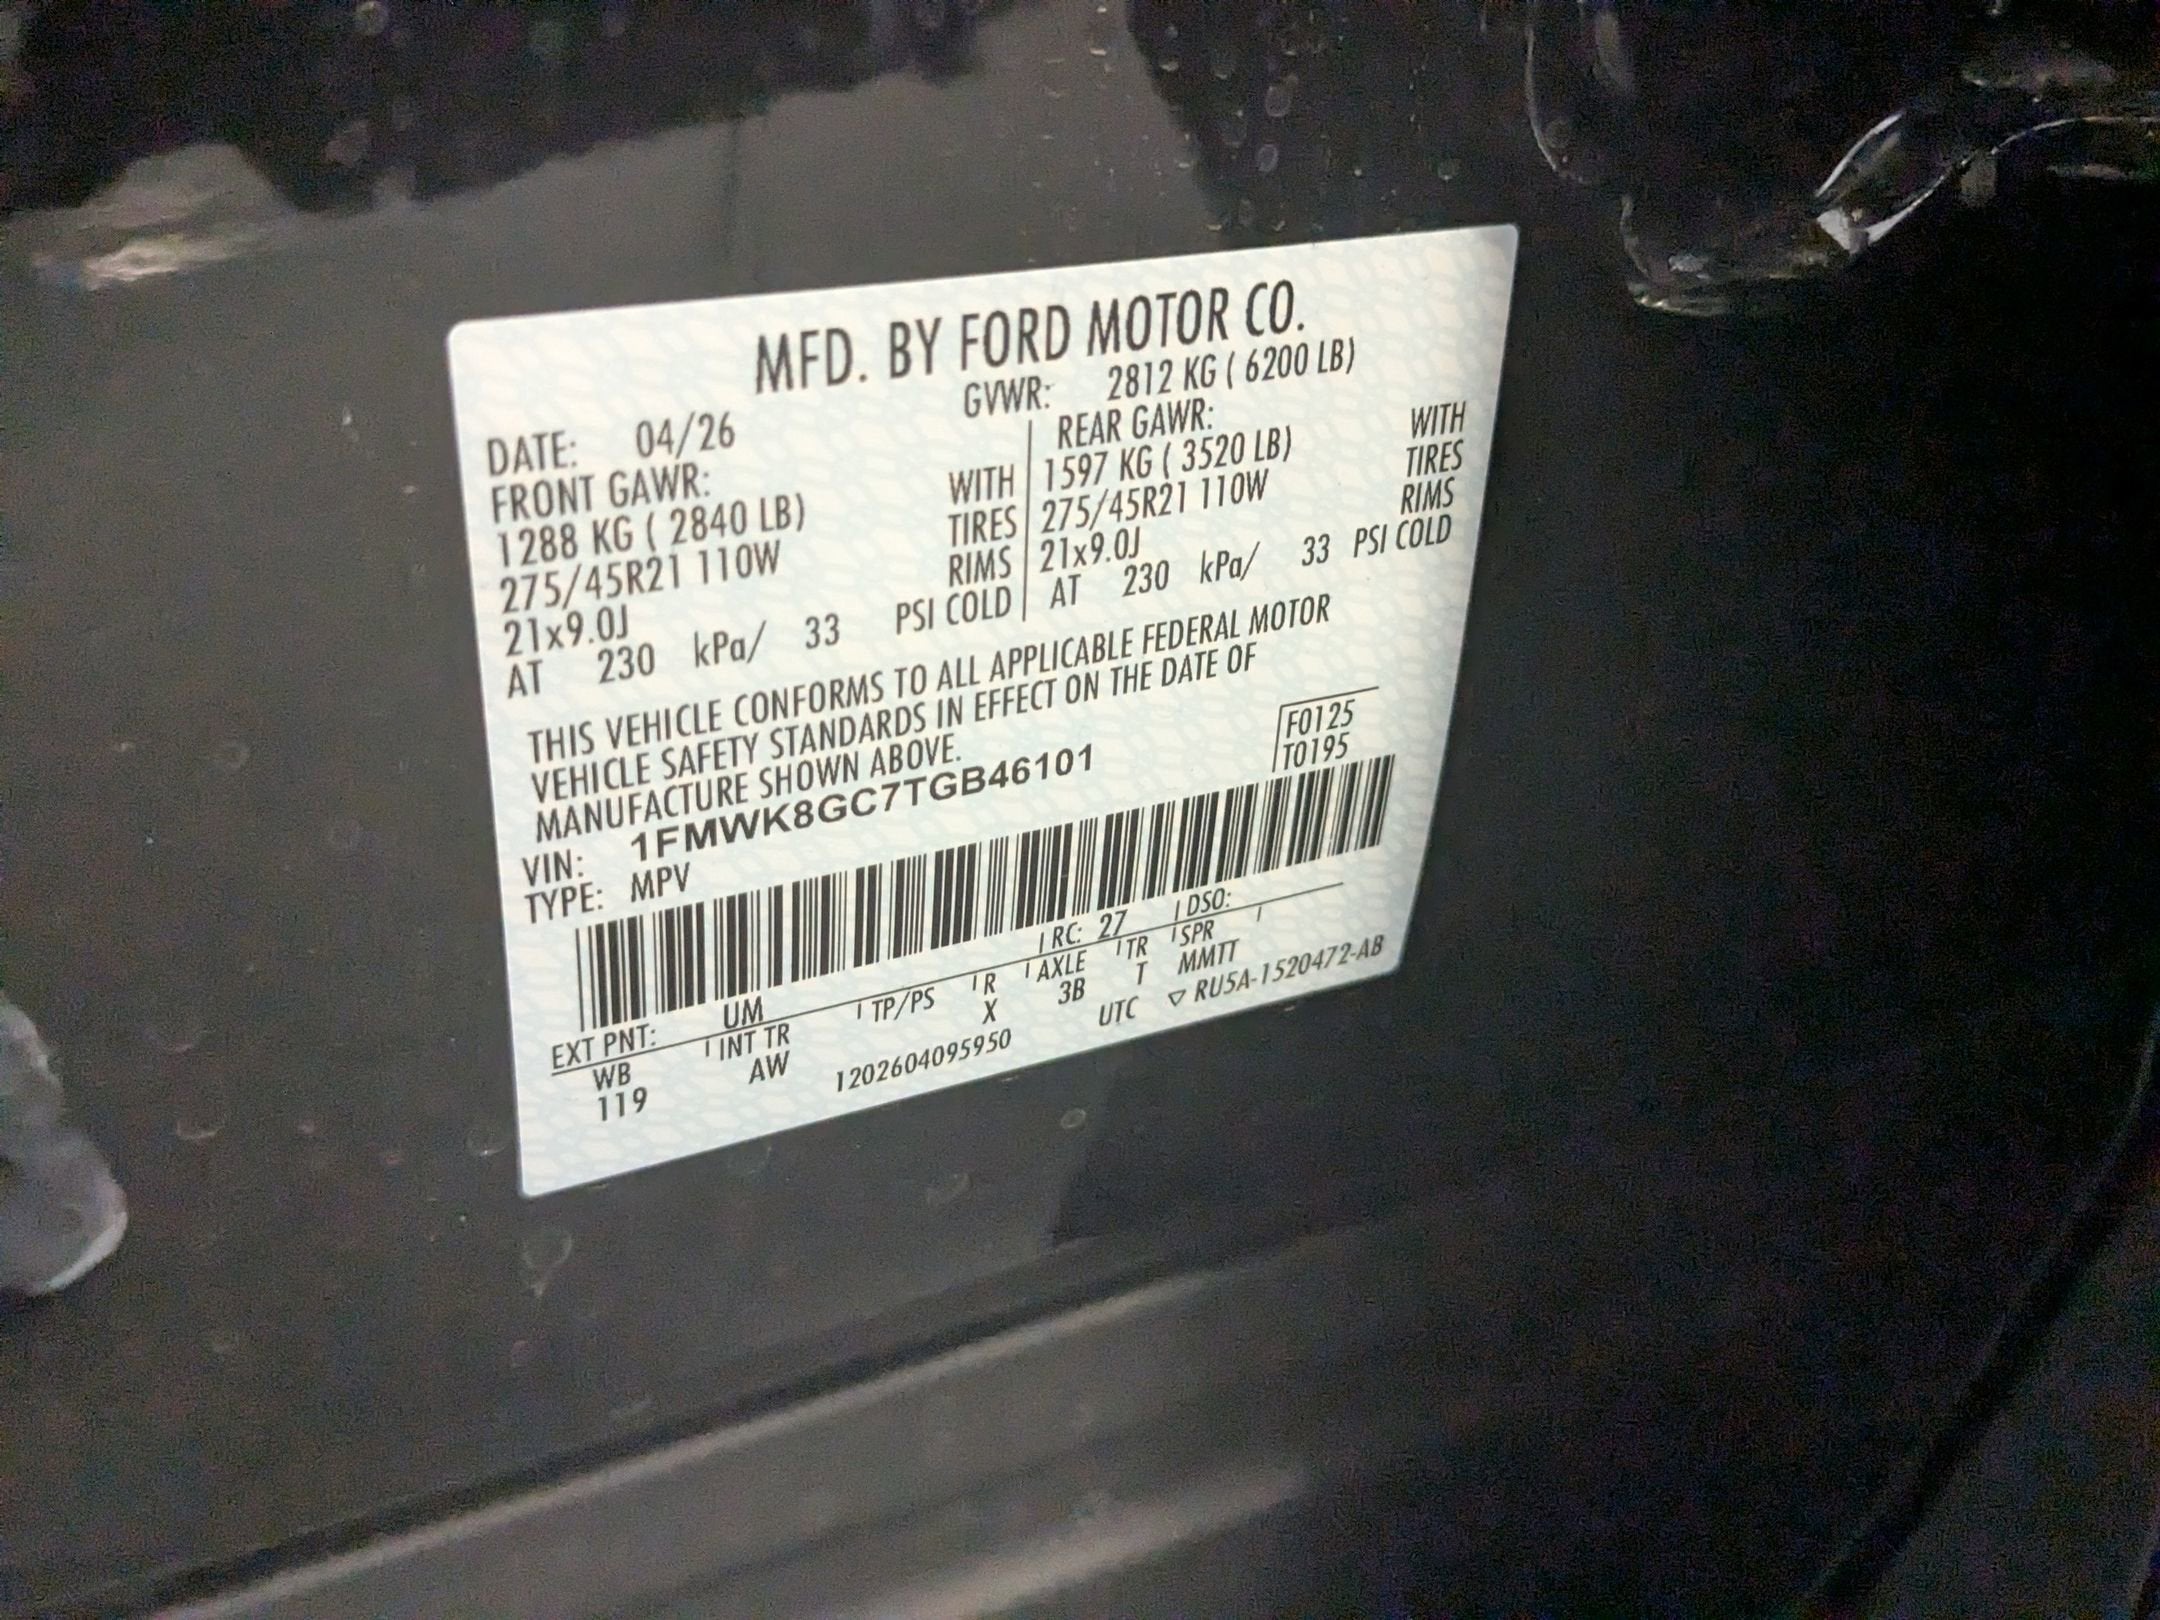 MFD. BY FORD MOTOR CO.
DATE: 04/26 GVWR: 2812 KG ( 6200 LB)
FRONT GAWR: REAR GAWR:
1288 KG ( 2840 LB) WITH 1597 KG ( 3520 LB) WITH
275/45R21 110W TIRES 275/45R21 110W TIRES
21x9.0J RIMS 21x9.0J RIMS
AT 230 kPa/ 33 PSI COLD AT 230 kPa/ 33 PSI COLD
THIS VEHICLE CONFORMS TO ALL APPLICABLE FEDERAL MOTOR
VEHICLE SAFETY STANDARDS IN EFFECT ON THE DATE OF
MANUFACTURE SHOWN ABOVE.
F0125
T0195
VIN: 1FMWK8GC7TGB46101
TYPE: MPV
EXT PNT: UM RC: 27 DSO:
WB INT TR TP/PS R AXLE TR SPR
119 AW X 3B T MMTT
1202604095950 UTC ▽ RU5A-1520472-AB